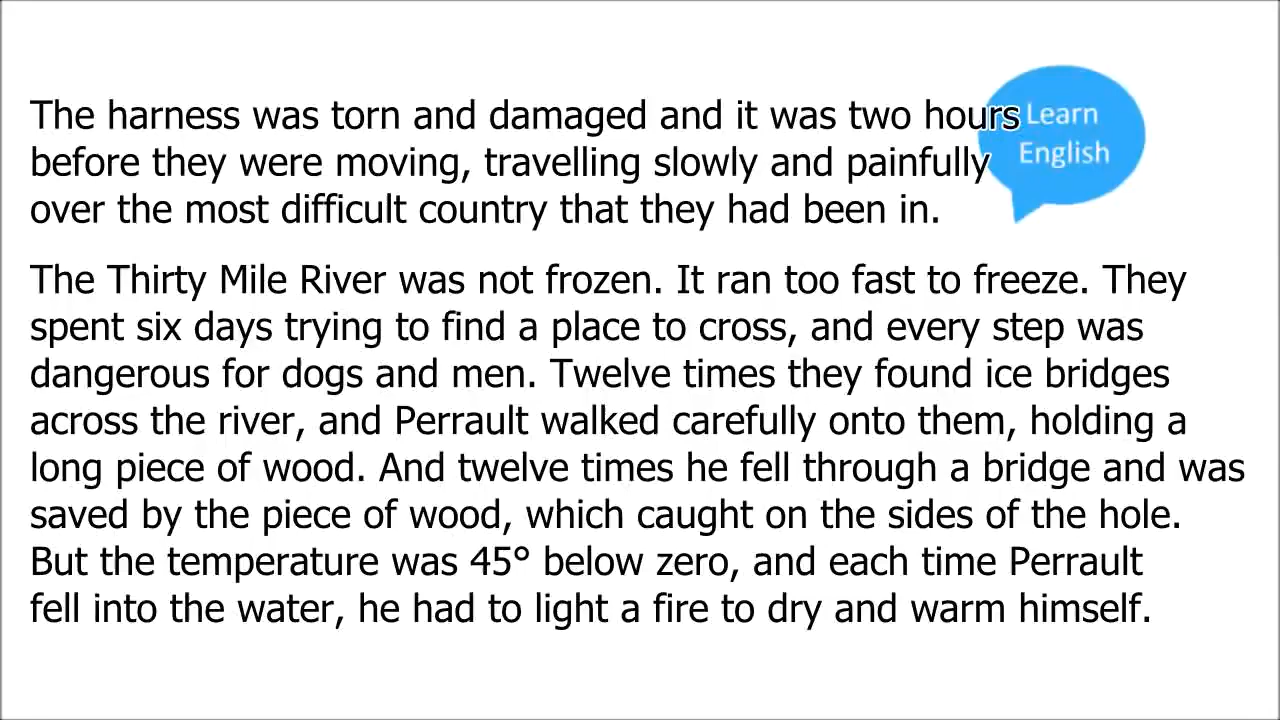 The harness was torn and damaged and it was two hours
before they were moving, travelling slowly and painfully
over the most difficult country that they had been in.
Learn
English
The Thirty Mile River was not frozen. It ran too fast to freeze. They
spent six days trying to find a place to cross, and every step was
dangerous for dogs and men. Twelve times they found ice bridges
across the river, and Perrault walked carefully onto them, holding a
long piece of wood. And twelve times he fell through a bridge and was
saved by the piece of wood, which caught on the sides of the hole.
But the temperature was 45° below zero, and each time Perrault
fell into the water, he had to light a fire to dry and warm himself.